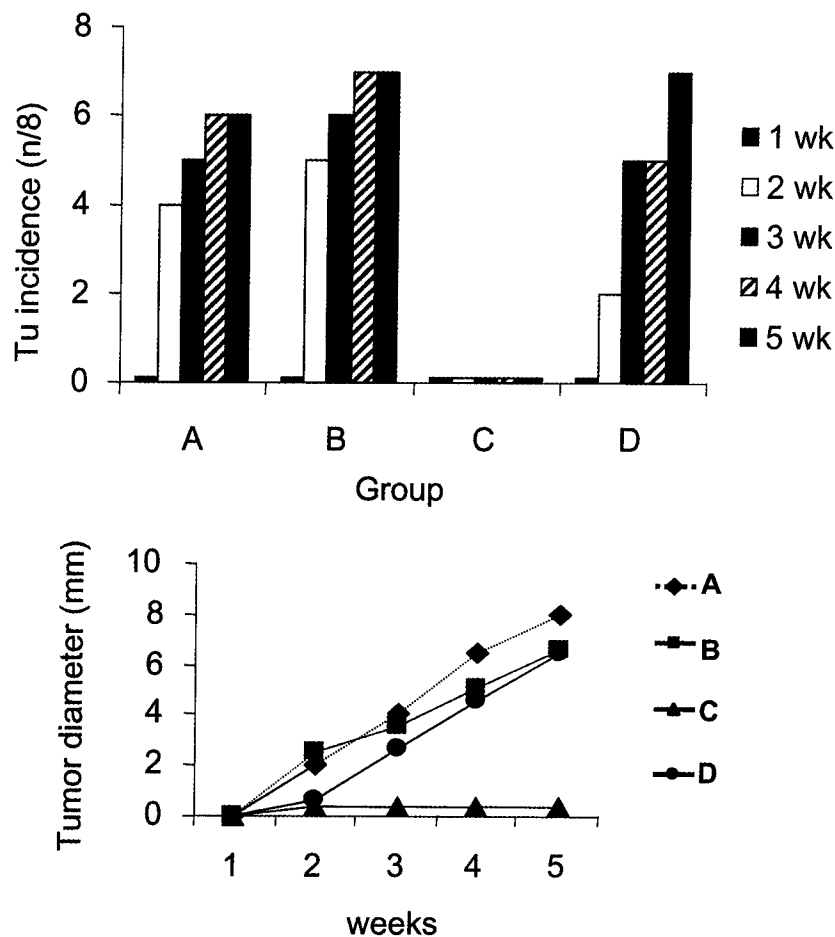 Tu incidence (n/8)
8
6
4
2
0
A B C D
Group
1 wk
2 wk
3 wk
4 wk
5 wk
Tumor diameter (mm)
10
8
6
4
2
0
1 2 3 4 5
weeks
A
B
C
D